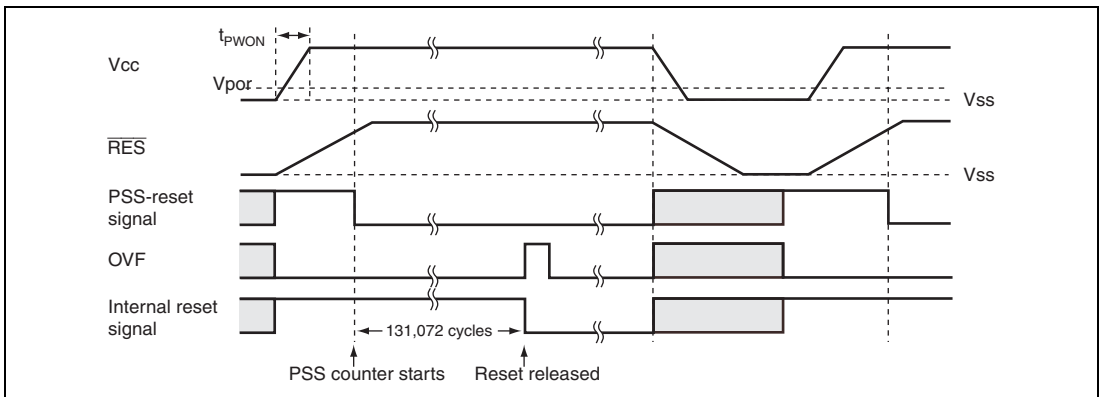 tPWON
Vcc
Vpor
Vss
RES
Vss
PSS-reset
signal
OVF
Internal reset
signal
131,072 cycles
PSS counter starts
Reset released